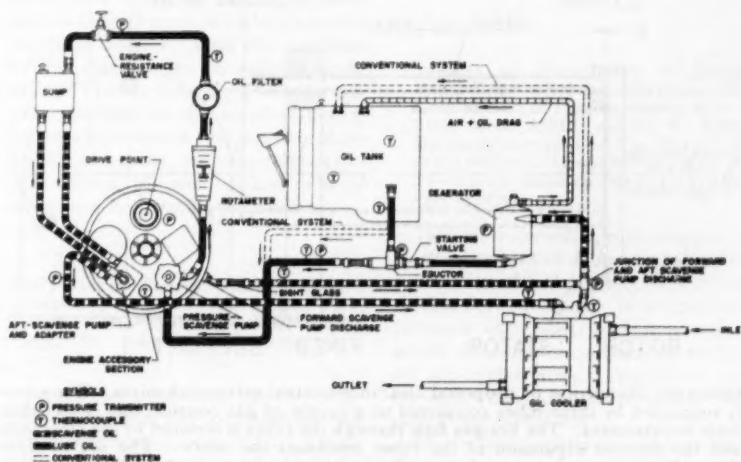 ENGINE-
RESISTANCE
VALVE
OIL FILTER
SUMP
CONVENTIONAL SYSTEM
AIR + OIL DRAG
DRIVE POINT
OIL TANK
ROTAMETER
DEAERATOR
CONVENTIONAL
SYSTEM
STARTING
VALVE
EDUCTOR
JUNCTION OF FORWARD
AND AFT SCAVENGE
PUMP DISCHARGE
SIGHT GLASS
AFT-SCAVENGE PUMP
AND ADAPTER
PRESSURE-
SCAVENGE PUMP
FORWARD SCAVENGE
PUMP DISCHARGE
ENGINE ACCESSORY-
SECTION
INLET
OUTLET
OIL COOLER
SYMBOLS
P PRESSURE TRANSMITTER
T THERMOCOUPLE
SCAVENGE OIL
LUBE OIL
CONVENTIONAL SYSTEM